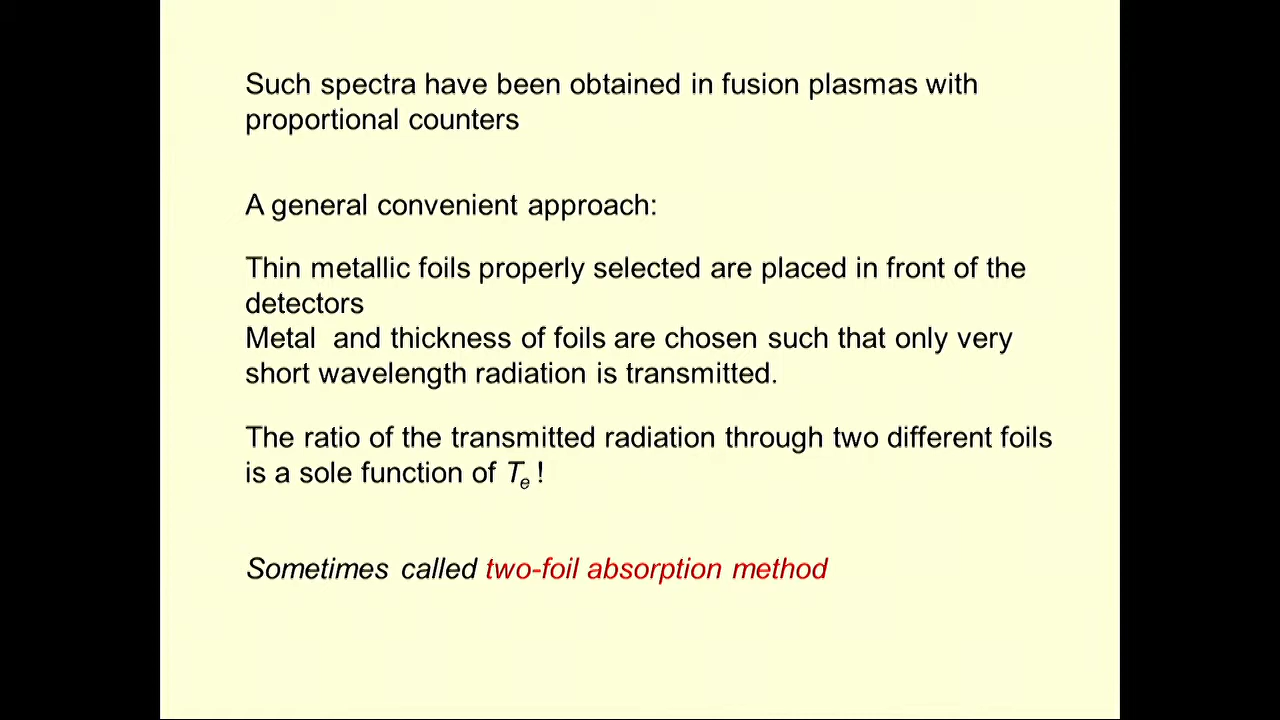 Such spectra have been obtained in fusion plasmas with
proportional counters
A general convenient approach:
Thin metallic foils properly selected are placed in front of the
detectors
Metal  and thickness of foils are chosen such that only very
short wavelength radiation is transmitted.
The ratio of the transmitted radiation through two different foils
is a sole function of Te !
Sometimes called two-foil absorption method